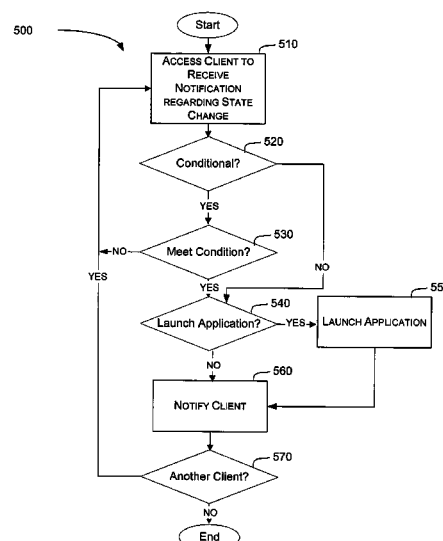 500
Start
510
ACCESS CLIENT TO
RECEIVE
NOTIFICATION
REGARDING STATE
CHANGE
520
Conditional?
YES
530
Meet Condition?
NO
YES
NO
YES
540
Launch Application?
YES
55
LAUNCH APPLICATION
NO
560
NOTIFY CLIENT
570
Another Client?
NO
End